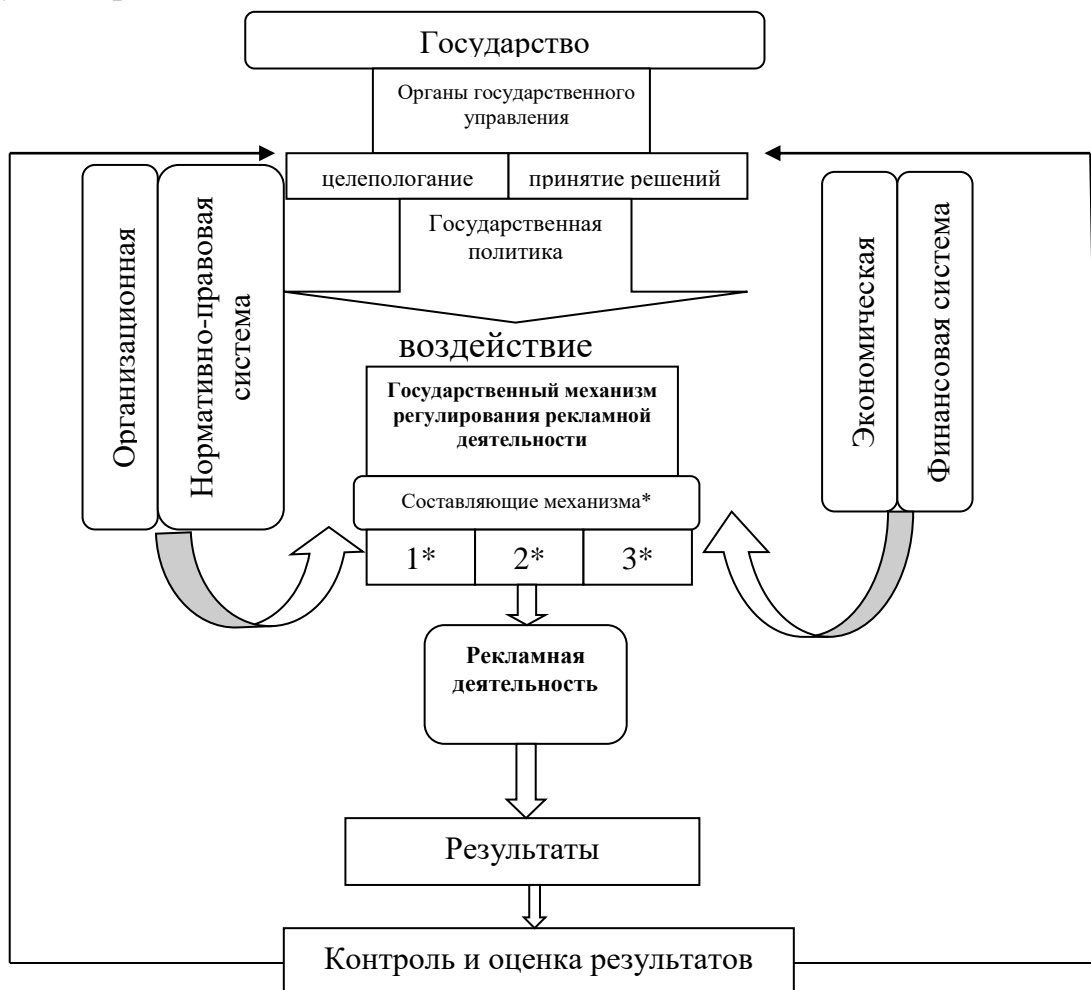 Государство
Органы государственного
управления
целепологание
принятие решений
Государственная
политика
Организационная
Нормативно-правовая
система
Экономическая
Финансовая система
воздействие
Государственный механизм
регулирования рекламной
деятельности
Составляющие механизма*
1*
2*
3*
Рекламная
деятельность
Результаты
Контроль и оценка результатов